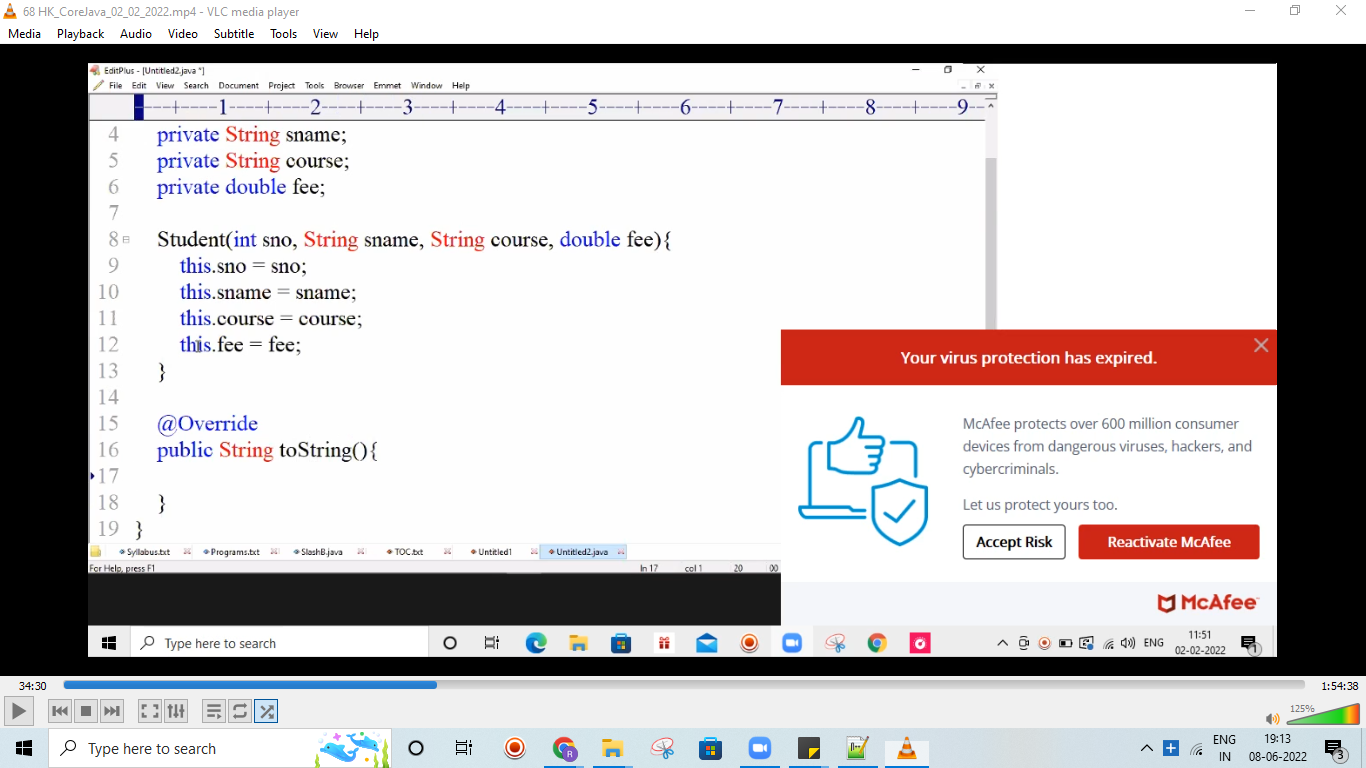 68 HK_CoreJava_02_02_2022.mp4 - VLC media player
Media Playback Audio Video Subtitle Tools View Help
EditPlus - [Untitled2.java *]
File Edit View Search Document Project Tools Browser Emmet Window Help
----+----1----+----2----+----3----+----4----+----5----+----6----+----7----+----8----+----9--
4 private String sname;
5 private String course;
6 private double fee;
7
8 Student(int sno, String sname, String course, double fee){
9 this.sno = sno;
10 this.sname = sname;
11 this.course = course;
12 this.fee = fee;
13 }
14
15 @Override
16 public String toString(){
17
18 }
19 }
Syllabus.txt Programs.txt SlashB.java TOC.txt Untitled1 Untitled2.java
For Help, press F1 ln 17 col 1 20 00
Your virus protection has expired.
McAfee protects over 600 million consumer
devices from dangerous viruses, hackers, and
cybercriminals.
Let us protect yours too.
Accept Risk Reactivate McAfee
McAfee
Type here to search
ENG
11:51
02-02-2022
1
34:30 1:54:38
125%
Type here to search
R
ENG
IN
19:13
08-06-2022
3